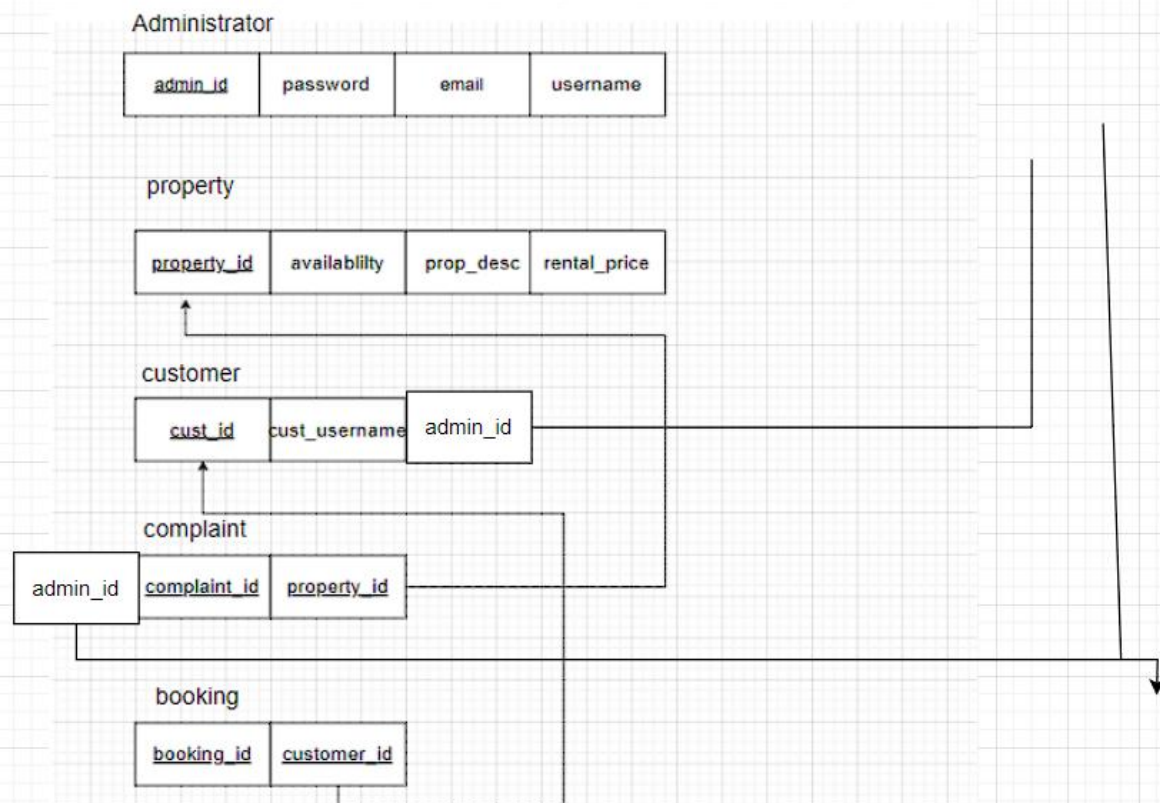 Administrator
admin_id password email username
property
property_id availablilty prop_desc rental_price
customer
cust_id cust_username admin_id
complaint
admin_id complaint_id property_id
booking
booking_id customer_id